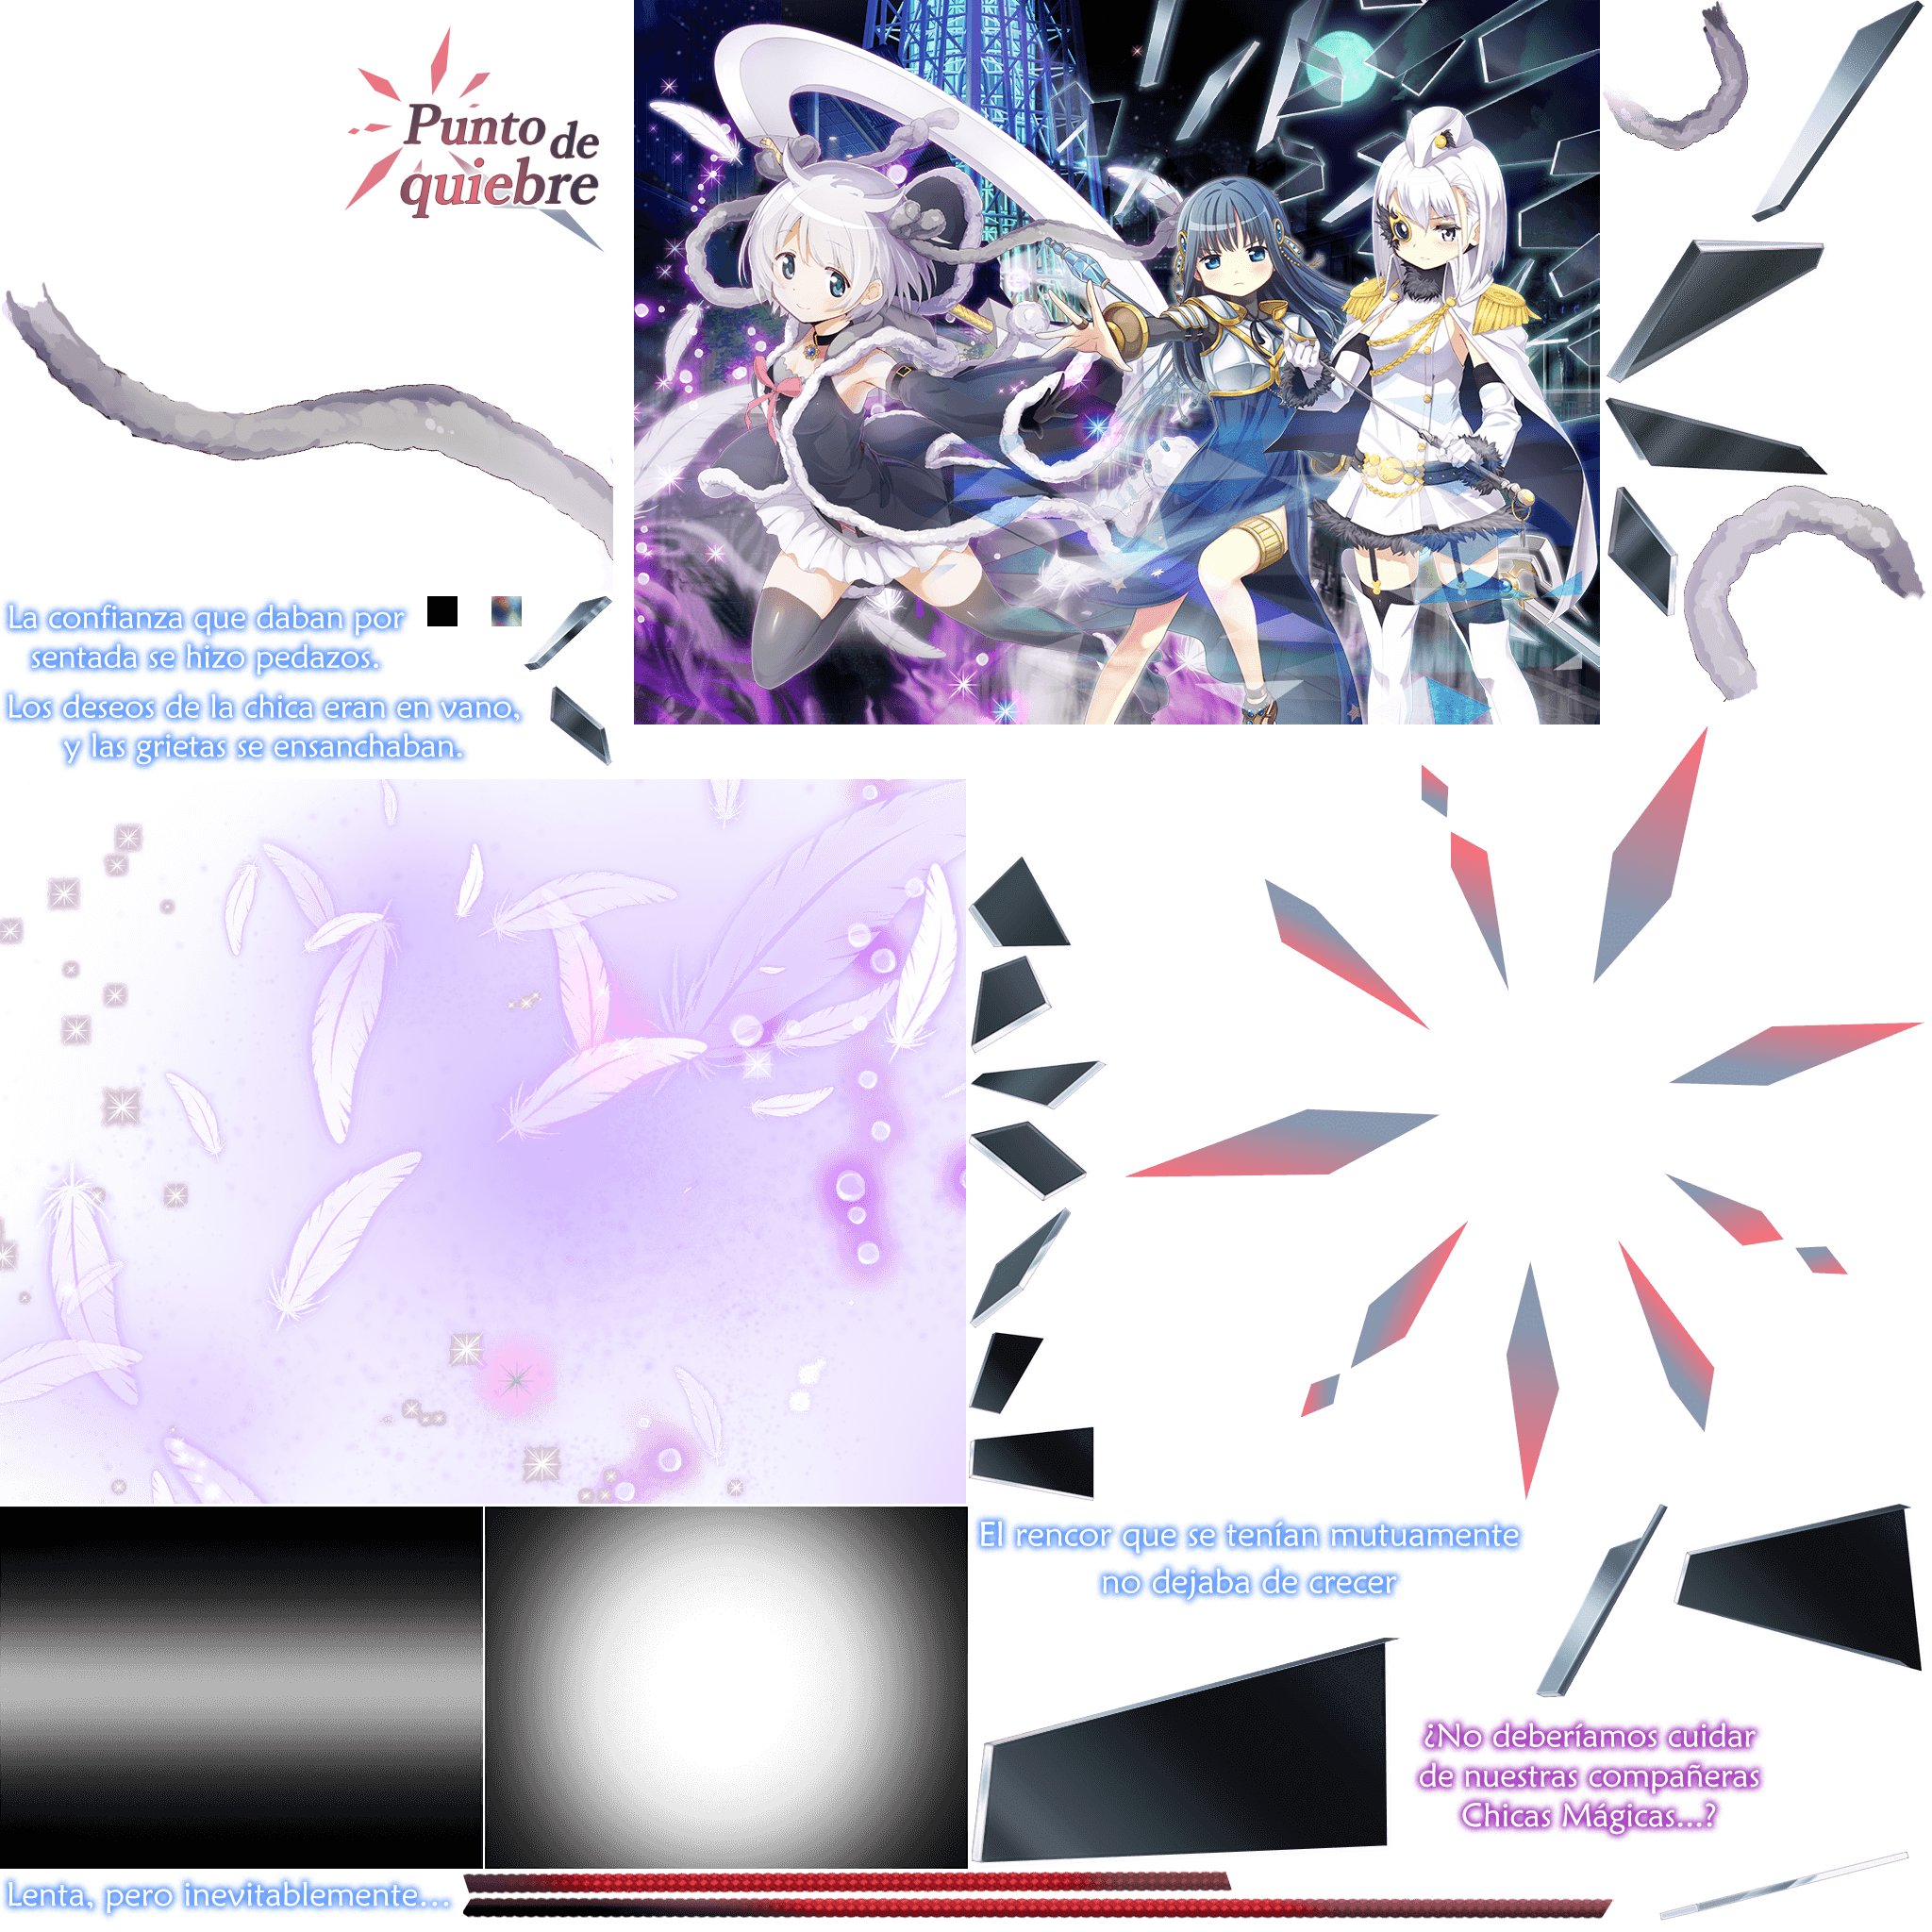 Punto de
quiebre
La confianza que daban por
sentada se hizo pedazos.
Los deseos de la chica eran en vano,
y las grietas se ensanchaban.
El rencor que se tenían mutuamente
no dejaba de crecer
¿No deberíamos cuidar
de nuestras compañeras
Chicas Mágicas...?
Lenta, pero inevitablemente...